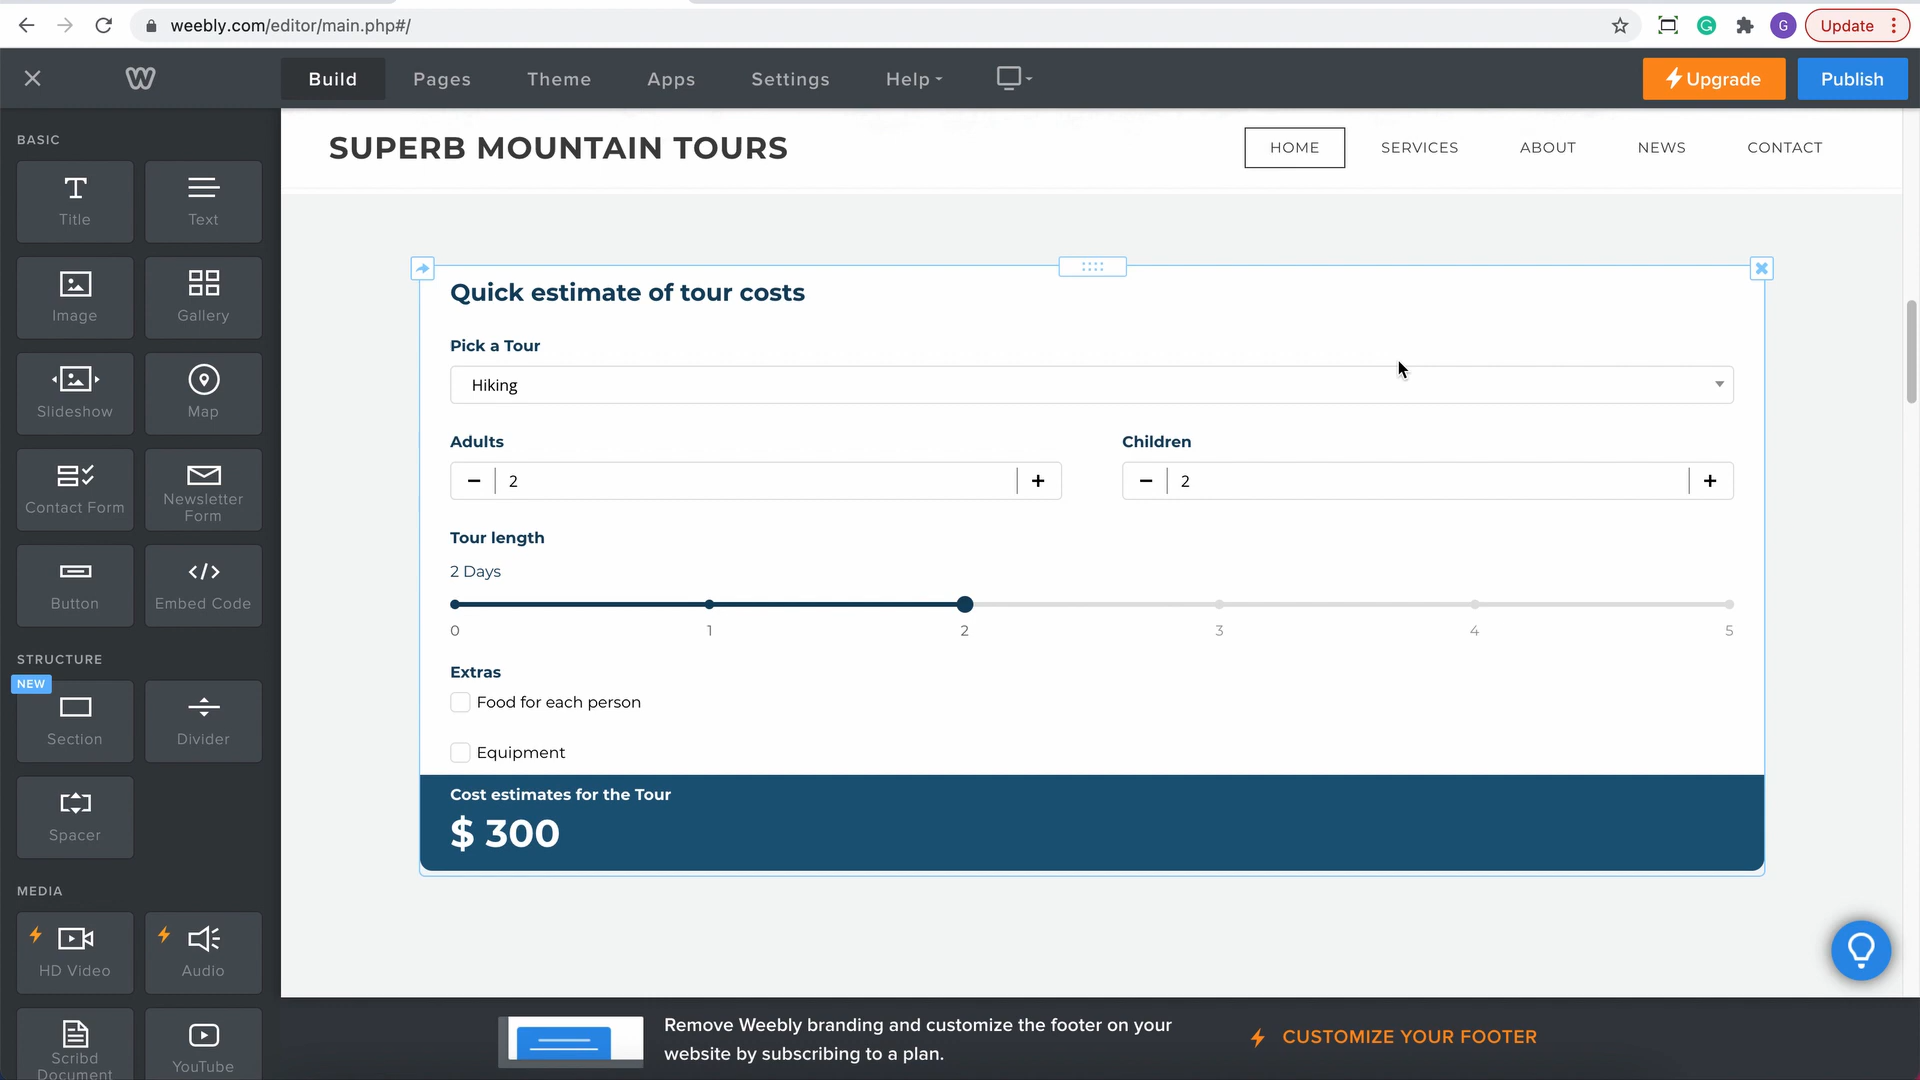 weebly.com/editor/main.php#/
G
G
Update
Build
Pages
Theme
Apps
Settings
Help
Upgrade
Publish
BASIC
Title
Text
Image
Gallery
Slideshow
Map
Contact Form
Newsletter
Form
Button
Embed Code
STRUCTURE
NEW
Section
Divider
Spacer
MEDIA
HD Video
Audio
Scribd
Document
YouTube
SUPERB MOUNTAIN TOURS
HOME
SERVICES
ABOUT
NEWS
CONTACT
Quick estimate of tour costs
Pick a Tour
Hiking
Adults
Children
− 2 +
− 2 +
Tour length
2 Days
0 1 2 3 4 5
Extras
Food for each person
Equipment
Cost estimates for the Tour
$ 300
Remove Weebly branding and customize the footer on your
website by subscribing to a plan.
CUSTOMIZE YOUR FOOTER